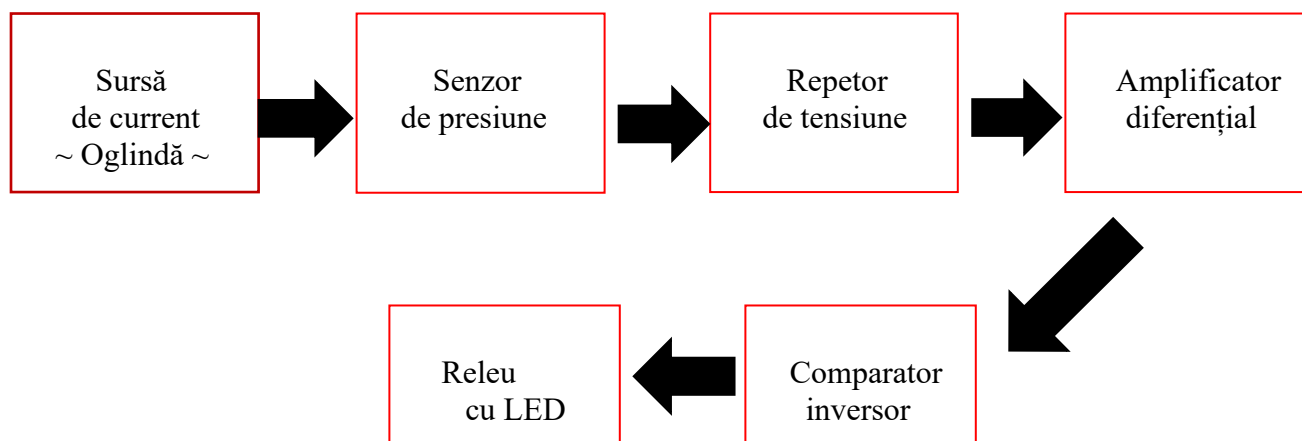 Sursă
de current
~ Oglindă ~
Senzor
de presiune
Repetor
de tensiune
Amplificator
diferențial
Releu
cu LED
Comparator
inversor